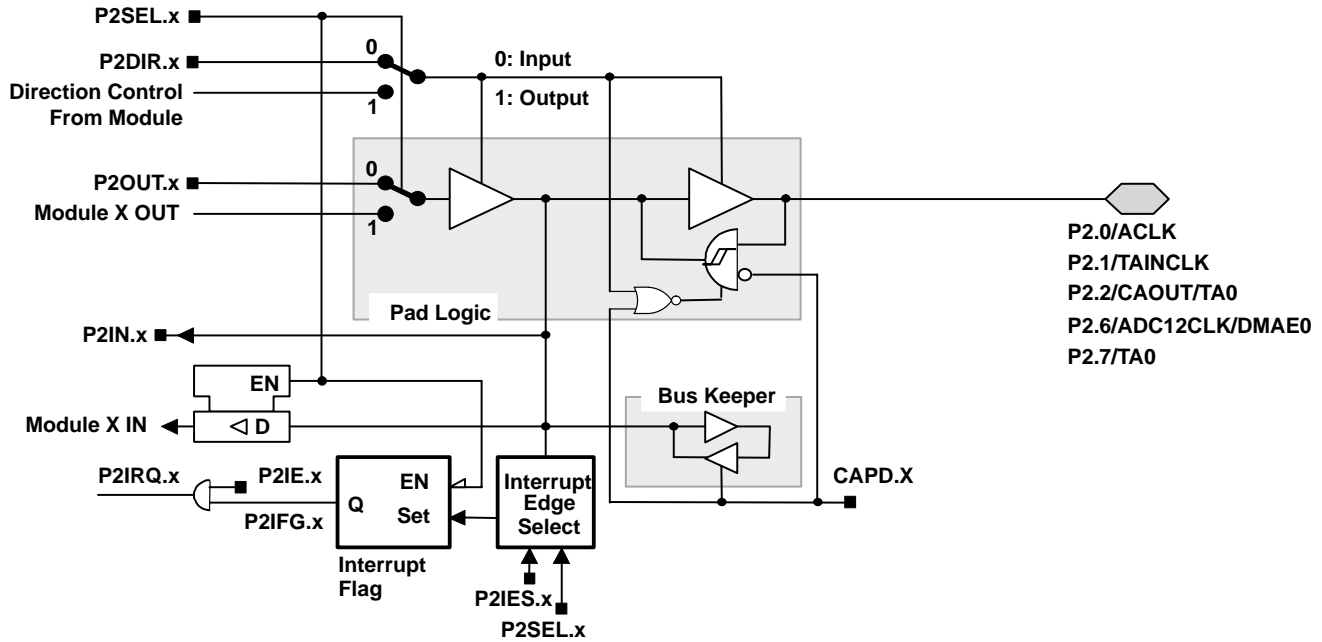 P2SEL.x
P2DIR.x
0
0: Input
Direction Control
From Module
1
1: Output
P2OUT.x
0
Module X OUT
1
P2.0/ACLK
P2.1/TAINCLK
P2.2/CAOUT/TA0
P2.6/ADC12CLK/DMAE0
P2.7/TA0
Pad Logic
P2IN.x
EN
Bus Keeper
Module X IN
D
P2IRQ.x
P2IE.x
EN
Interrupt
Edge
Select
CAPD.X
Q
Set
P2IFG.x
Interrupt
Flag
P2IES.x
P2SEL.x